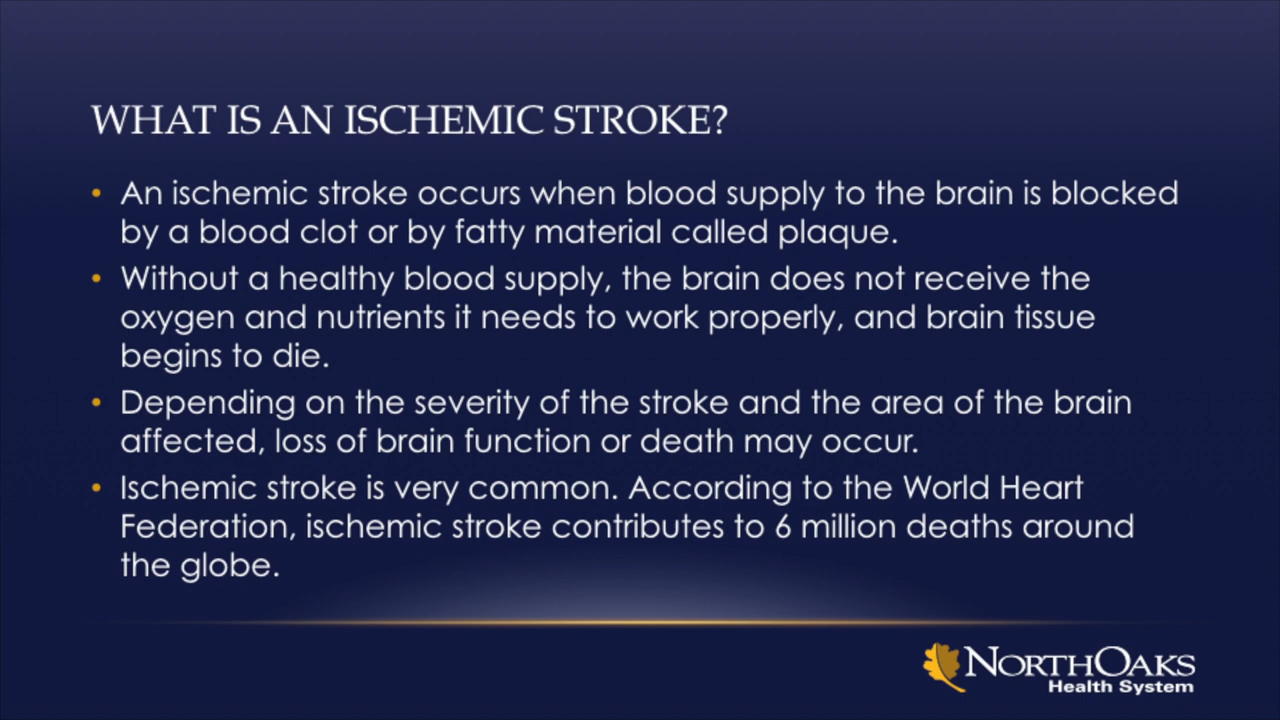 WHAT IS AN ISCHEMIC STROKE?
• An ischemic stroke occurs when blood supply to the brain is blocked
by a blood clot or by fatty material called plaque.
• Without a healthy blood supply, the brain does not receive the
oxygen and nutrients it needs to work properly, and brain tissue
begins to die.
• Depending on the severity of the stroke and the area of the brain
affected, loss of brain function or death may occur.
• Ischemic stroke is very common. According to the World Heart
Federation, ischemic stroke contributes to 6 million deaths around
the globe.
NORTHOAKS
Health System